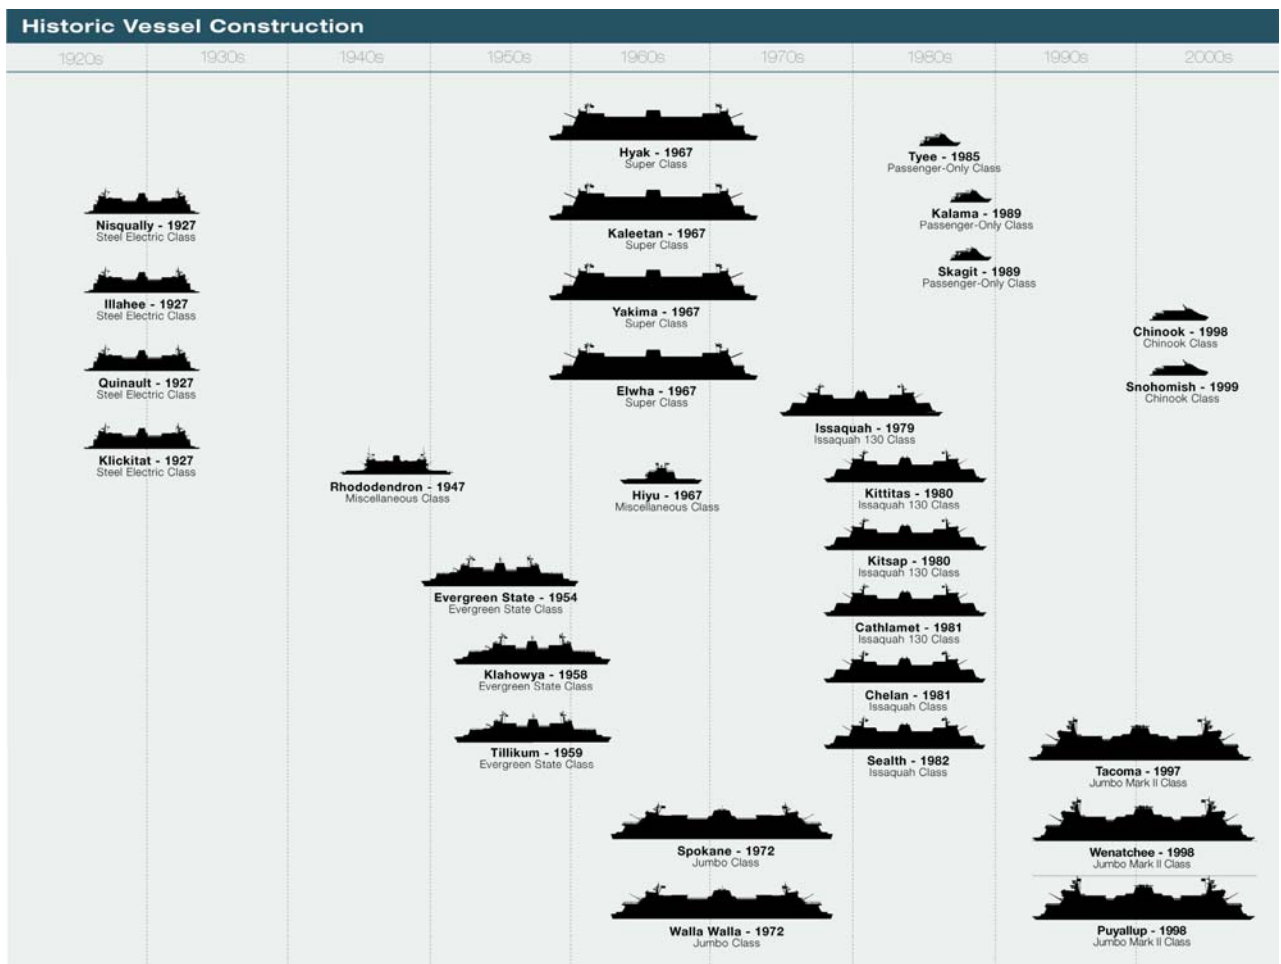 Historic Vessel Construction
1920s 1930s 1940s 1950s 1960s 1970s 1980s 1990s 2000s
Nisqually - 1927
Steel Electric Class
Illahee - 1927
Steel Electric Class
Quinault - 1927
Steel Electric Class
Klickitat - 1927
Steel Electric Class
Rhododendron - 1947
Miscellaneous Class
Evergreen State - 1954
Evergreen State Class
Klahowya - 1958
Evergreen State Class
Tillikum - 1959
Evergreen State Class
Hyak - 1967
Super Class
Kaleetan - 1967
Super Class
Yakima - 1967
Super Class
Elwha - 1967
Super Class
Hiyu - 1967
Miscellaneous Class
Spokane - 1972
Jumbo Class
Walla Walla - 1972
Jumbo Class
Issaquah - 1979
Issaquah 130 Class
Kittitas - 1980
Issaquah 130 Class
Kitsap - 1980
Issaquah 130 Class
Cathlamet - 1981
Issaquah 130 Class
Chelan - 1981
Issaquah Class
Sealth - 1982
Issaquah Class
Tyee - 1985
Passenger-Only Class
Kalama - 1989
Passenger-Only Class
Skagit - 1989
Passenger-Only Class
Chinook - 1998
Chinook Class
Snohomish - 1999
Chinook Class
Tacoma - 1997
Jumbo Mark II Class
Wenatchee - 1998
Jumbo Mark II Class
Puyallup - 1998
Jumbo Mark II Class